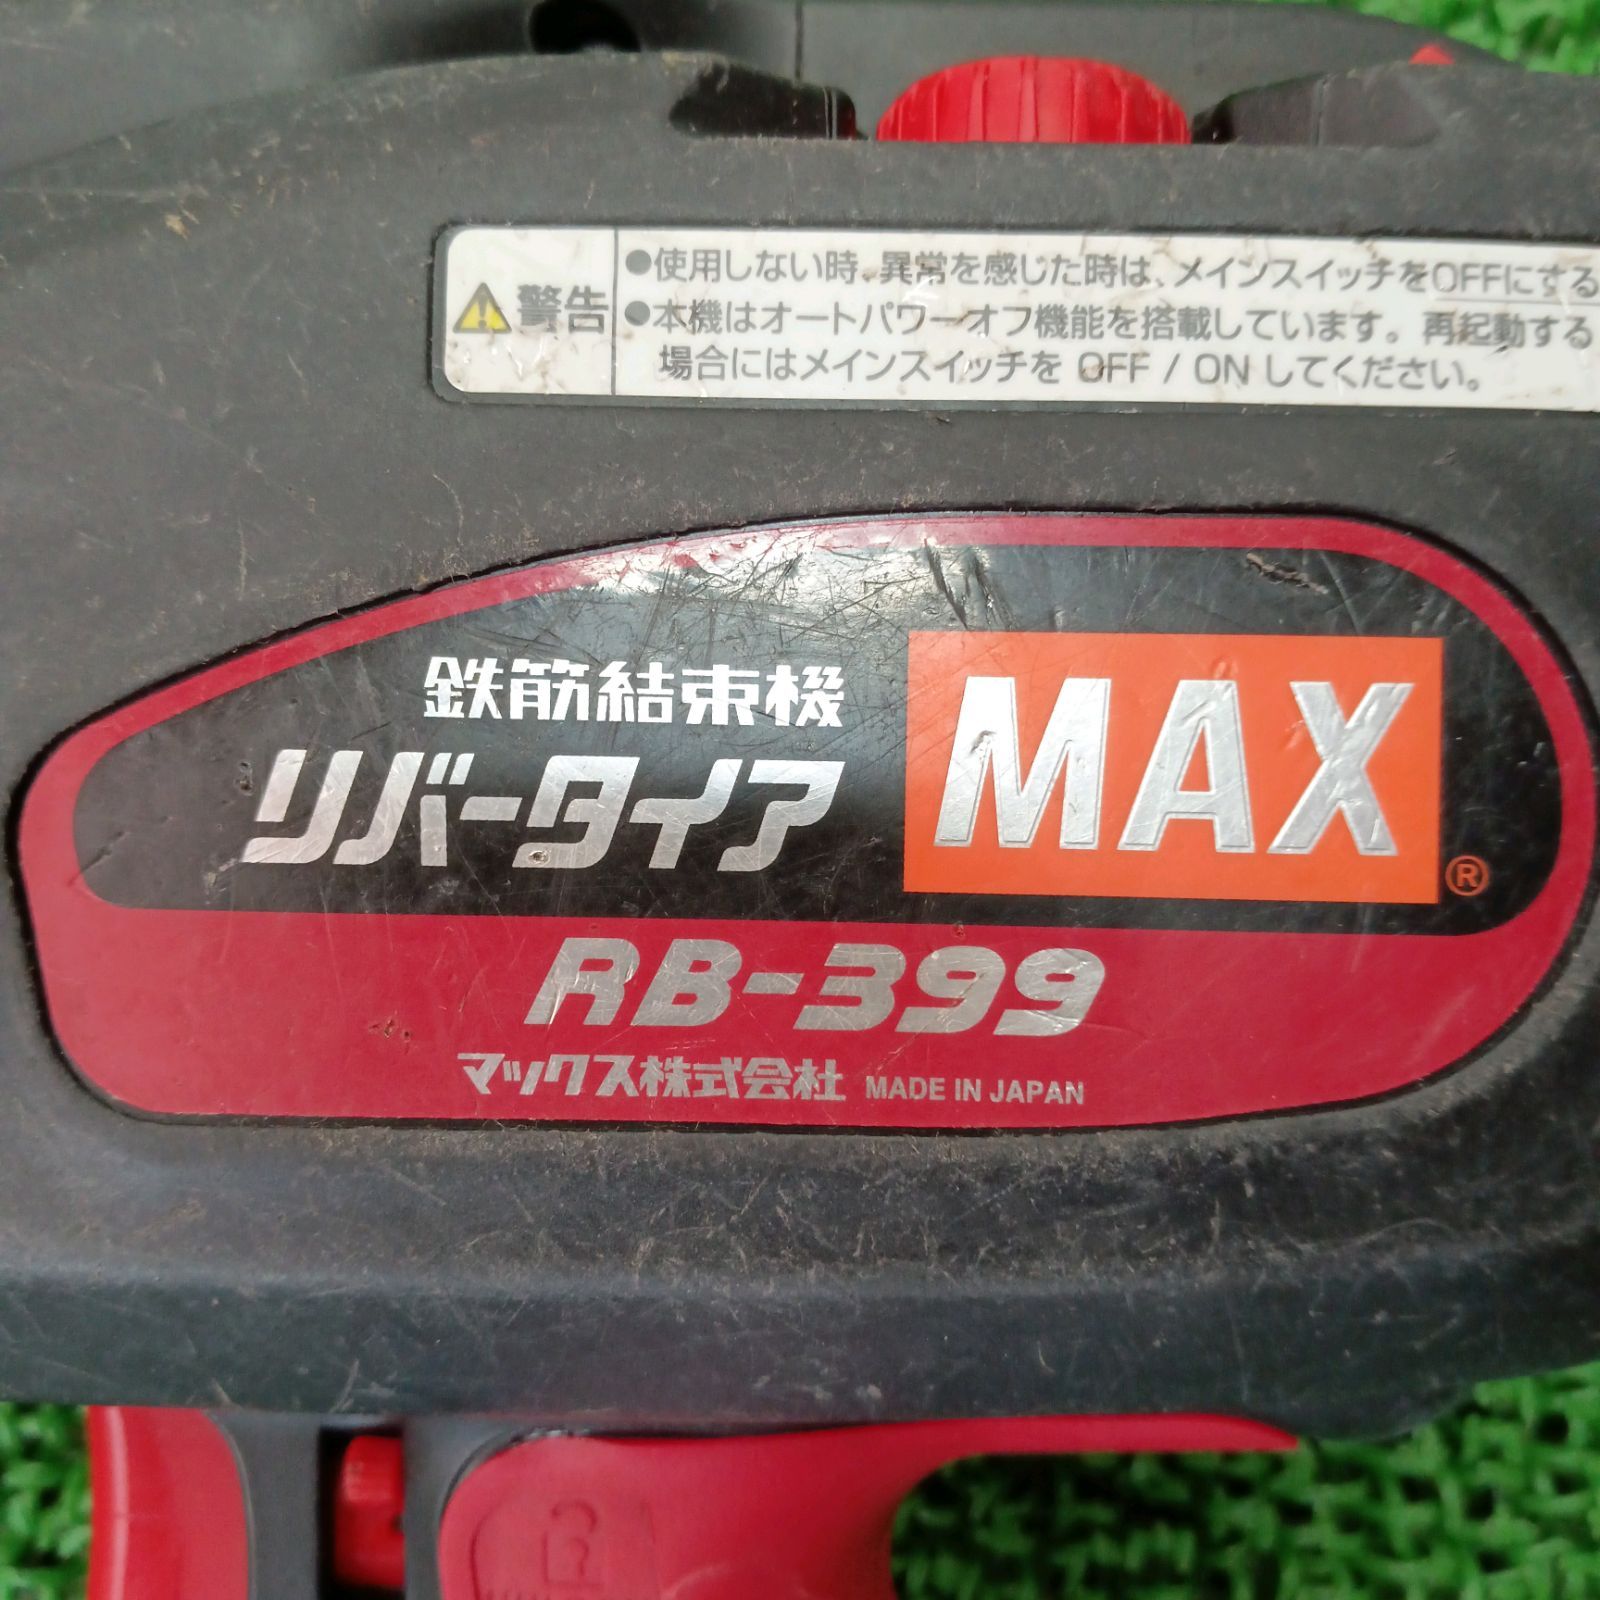 警告
●使用しない時、異常を感じた時は、メインスイッチをOFFにする
●本機はオートパワーオフ機能を搭載しています。再起動する
場合にはメインスイッチを OFF / ON してください。
鉄筋結束機
リバータイア
MAX®
RB-399
マックス株式会社 MADE IN JAPAN